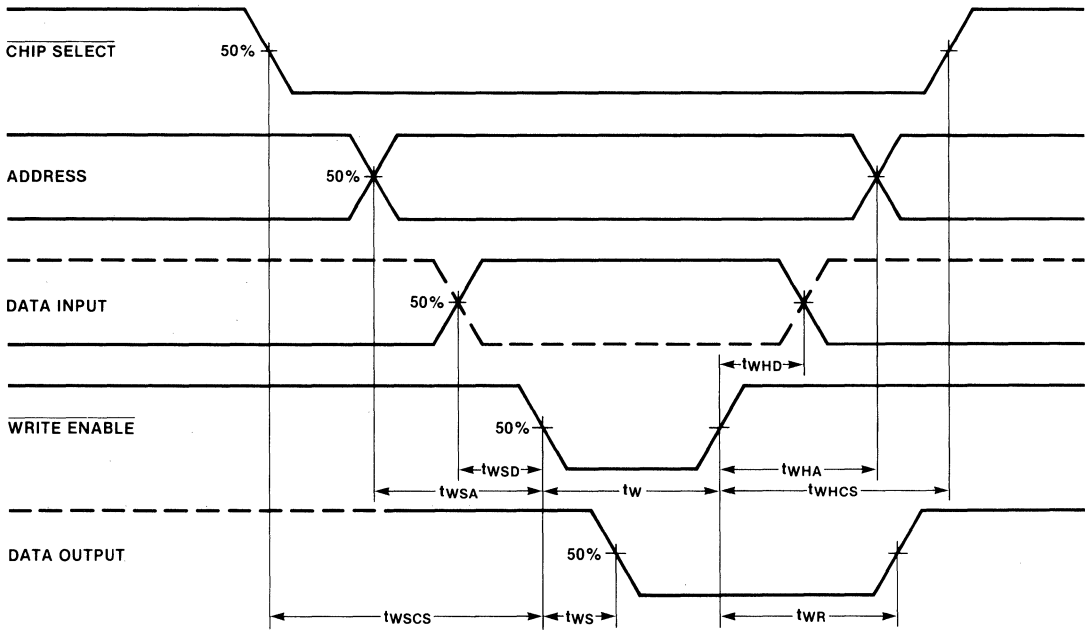 CHIP SELECT 50%
ADDRESS 50%
DATA INPUT 50%
tWHD
WRITE ENABLE 50%
tWSD tWHA
tWSA tW tWHCS
DATA OUTPUT 50%
tWSCS tWS tWR